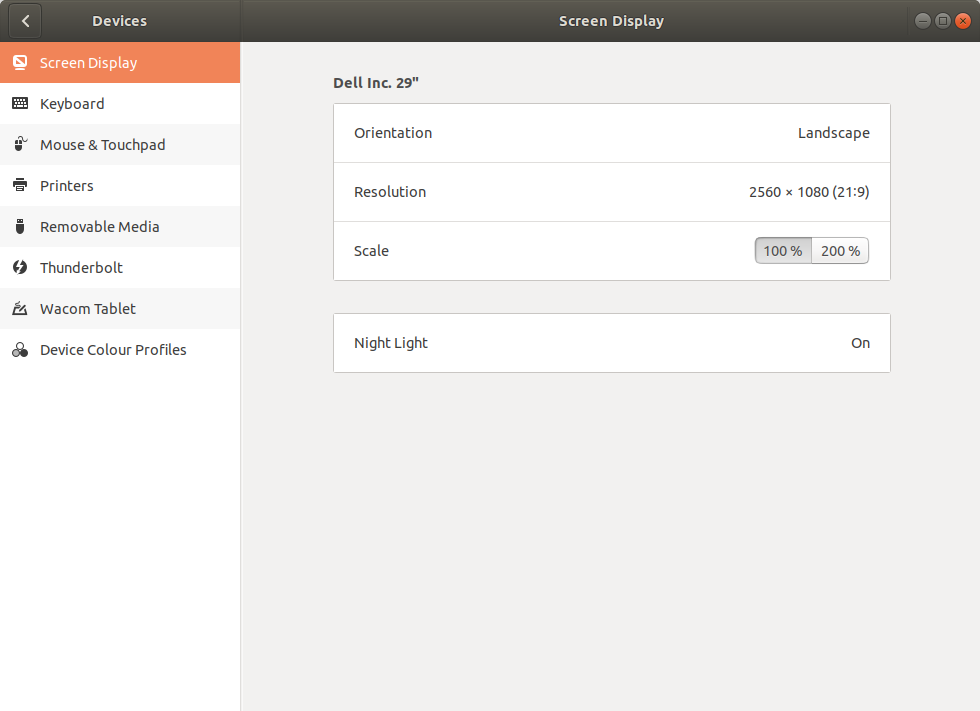 Devices
Screen Display
Screen Display
Keyboard
Mouse & Touchpad
Printers
Removable Media
Thunderbolt
Wacom Tablet
Device Colour Profiles
Dell Inc. 29"
Orientation Landscape
Resolution 2560 × 1080 (21:9)
Scale 100 % 200 %
Night Light On